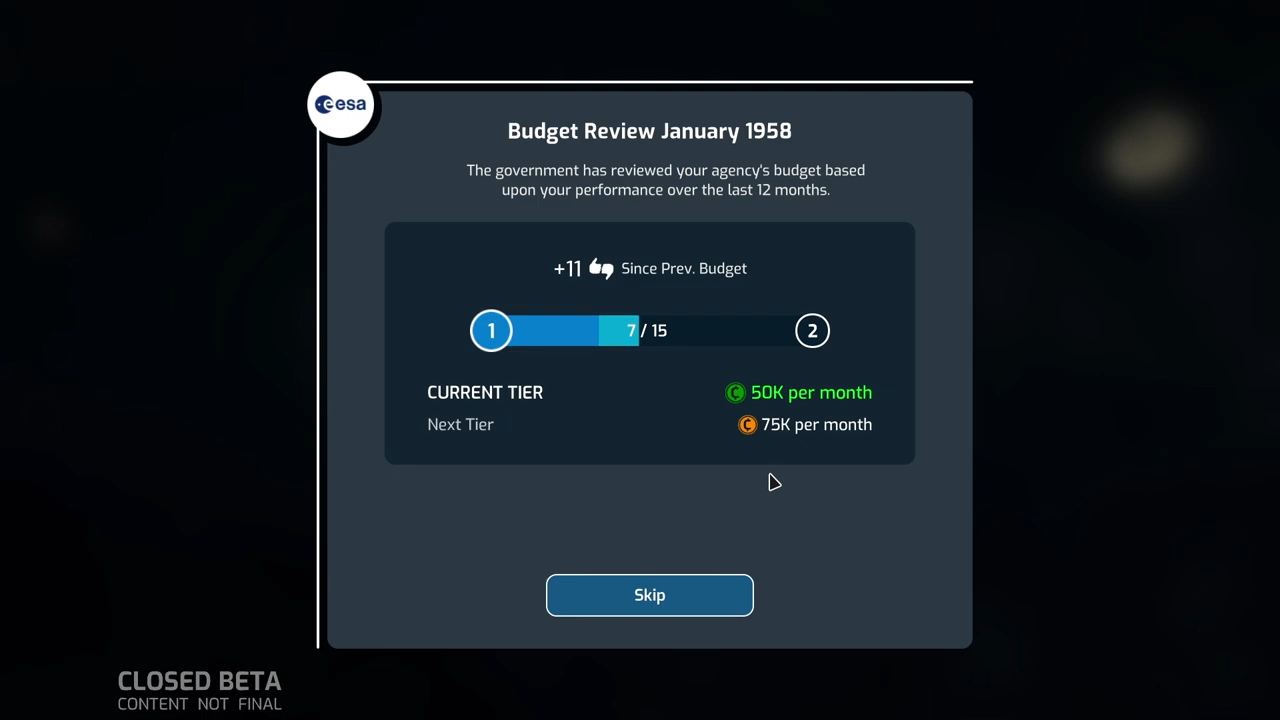 esa
Budget Review January 1958
The government has reviewed your agency's budget based
upon your performance over the last 12 months.
+11 Since Prev. Budget
1 7 / 15 2
CURRENT TIER 50K per month
Next Tier 75K per month
Skip
CLOSED BETA
CONTENT NOT FINAL